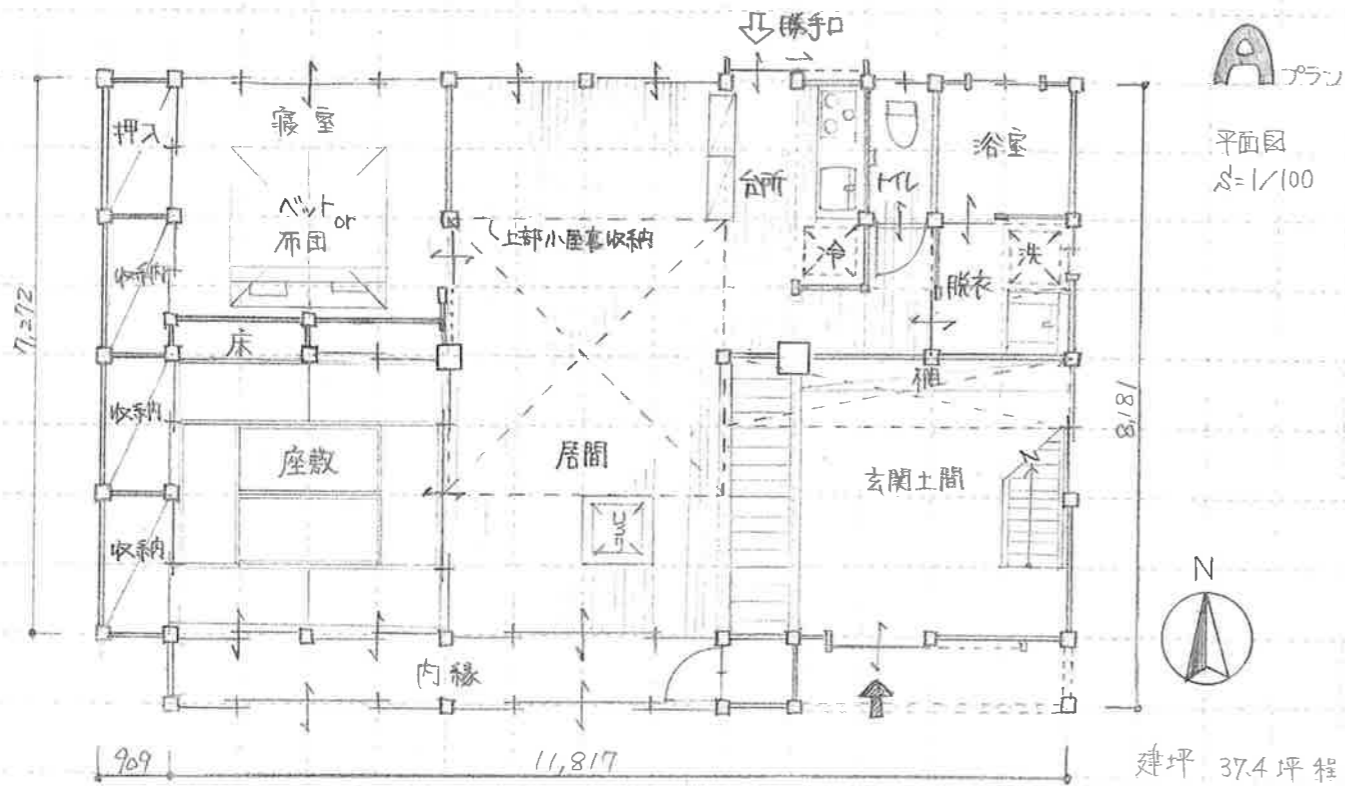 勝手口
A プラン
平面図
S=1/100
押入
寝室
ベット or
布団
台所
トイレ
浴室
上部小屋裏収納
冷
洗
脱衣
収納
床
棚
収納
座敷
居間
玄関土間
収納
内縁
7,272
8,181
N
909
11,817
建坪 37.4坪程